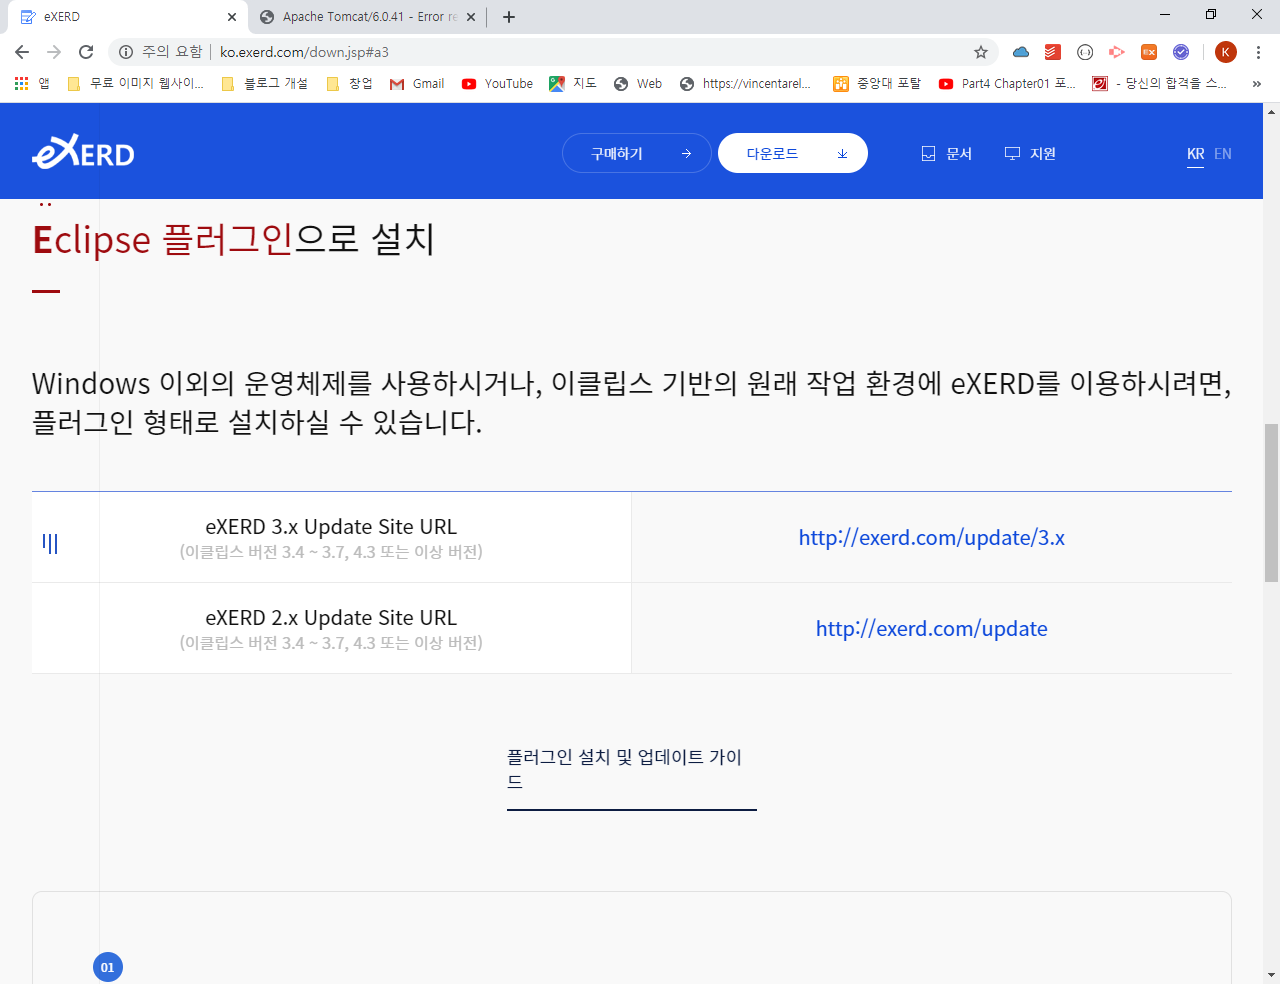 eXERD
Apache Tomcat/6.0.41 - Error re
주의 요함
ko.exerd.com/down.jsp#a3
K
앱
무료 이미지 웹사이...
블로그 개설
창업
Gmail
YouTube
지도
Web
https://vincentarel...
중앙대 포탈
Part4 Chapter01 포...
- 당신의 합격을 스...
»
eXERD
구매하기
다운로드
문서
지원
KR EN
Eclipse 플러그인으로 설치
Windows 이외의 운영체제를 사용하시거나, 이클립스 기반의 원래 작업 환경에 eXERD를 이용하시려면,
플러그인 형태로 설치하실 수 있습니다.
eXERD 3.x Update Site URL
(이클립스 버전 3.4 ~ 3.7, 4.3 또는 이상 버전)
http://exerd.com/update/3.x
eXERD 2.x Update Site URL
(이클립스 버전 3.4 ~ 3.7, 4.3 또는 이상 버전)
http://exerd.com/update
플러그인 설치 및 업데이트 가이
드
01